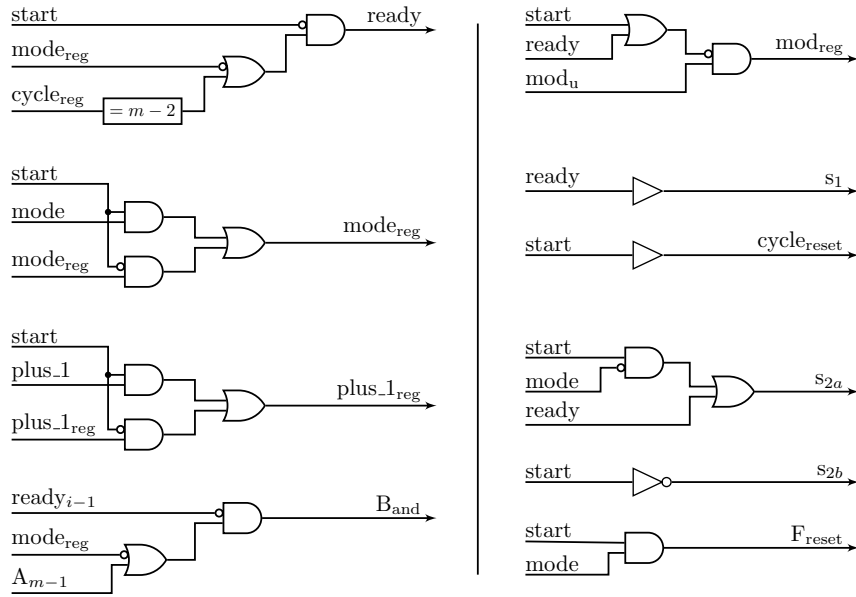 start
ready
mode_reg
cycle_reg
= m − 2
start
mode
mode_reg
mode_reg
start
plus_1
plus_1_reg
plus_1_reg
ready_{i−1}
B_and
mode_reg
A_{m−1}
start
ready
mod_reg
mod_u
ready
s_1
start
cycle_reset
start
mode
s_{2a}
ready
start
s_{2b}
start
F_reset
mode